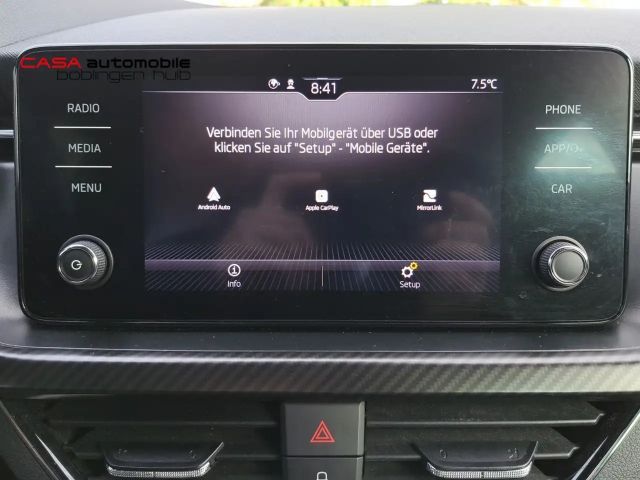 CASA automobile
böblingen hub
8:41
7.5°C
RADIO
MEDIA
MENU
Verbinden Sie Ihr Mobilgerät über USB oder
klicken Sie auf "Setup" - "Mobile Geräte".
Android Auto
Apple CarPlay
MirrorLink
Info
Setup
PHONE
CAR